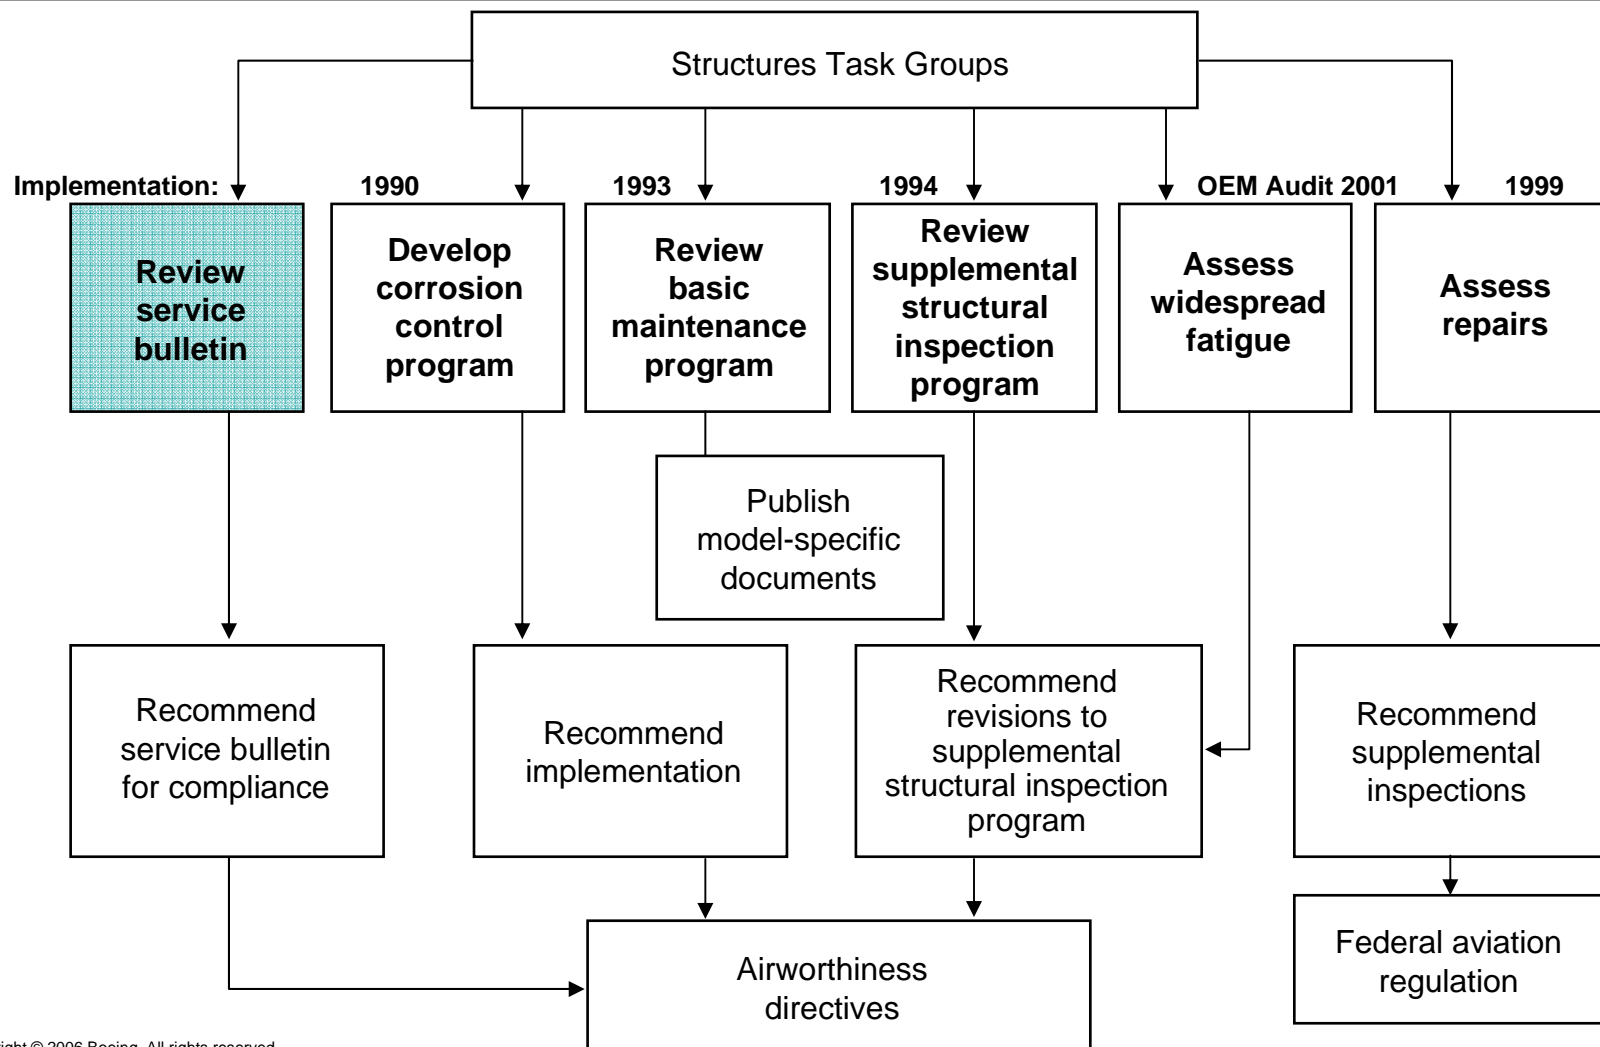 Structures Task Groups
Implementation:
1990
1993
1994
OEM Audit 2001
1999
Review
service
bulletin
Develop
corrosion
control
program
Review
basic
maintenance
program
Review
supplemental
structural
inspection
program
Assess
widespread
fatigue
Assess
repairs
Publish
model-specific
documents
Recommend
service bulletin
for compliance
Recommend
implementation
Recommend
revisions to
supplemental
structural inspection
program
Recommend
supplemental
inspections
Airworthiness
directives
Federal aviation
regulation
right © 2006 Boeing. All rights reserved